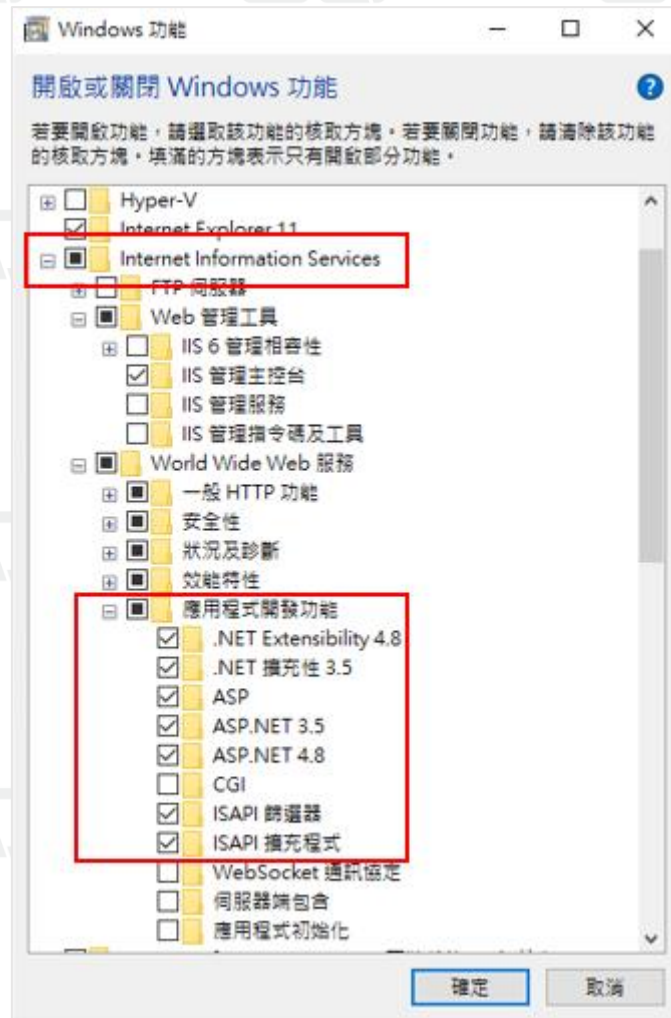 Windows 功能
開啟或關閉 Windows 功能
若要開啟功能，請選取該功能的核取方塊。若要關閉功能，請清除該功能
的核取方塊。填滿的方塊表示只有開啟部分功能。
Hyper-V
Internet Explorer 11
Internet Information Services
FTP 伺服器
Web 管理工具
IIS 6 管理相容性
IIS 管理主控台
IIS 管理服務
IIS 管理指令碼及工具
World Wide Web 服務
一般 HTTP 功能
安全性
狀況及診斷
效能特性
應用程式開發功能
.NET Extensibility 4.8
.NET 擴充性 3.5
ASP
ASP.NET 3.5
ASP.NET 4.8
CGI
ISAPI 篩選器
ISAPI 擴充程式
WebSocket 通訊協定
伺服器端包含
應用程式初始化
確定
取消